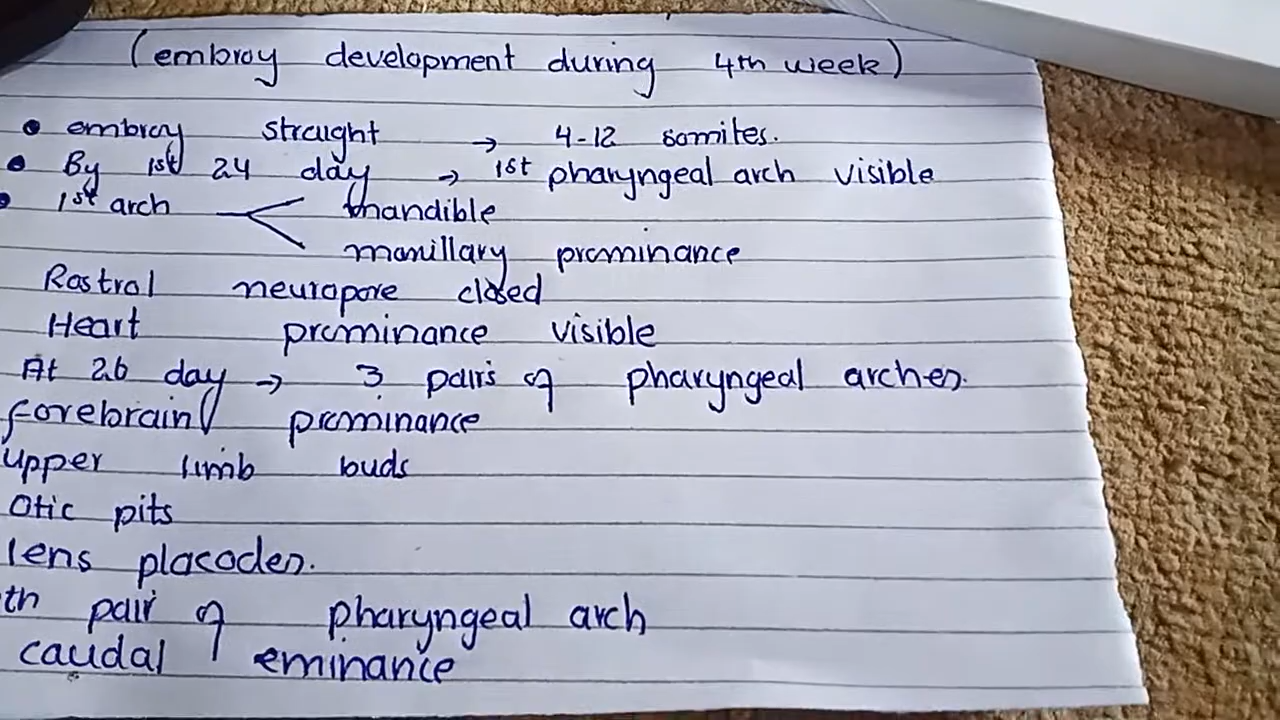 (embroy development during 4th week)
• embroy straught → 4-12 somites.
• By 1st 24 day → 1st pharyngeal arch visible
• 1st arch mandible
maxillary prominance
Rostral neuropore closed
Heart prominance visible
At 26 day → 3 pairs of pharyngeal arches.
forebrain prominance
upper limb buds
Otic pits
lens placodes.
th pair of pharyngeal arch
caudal eminance